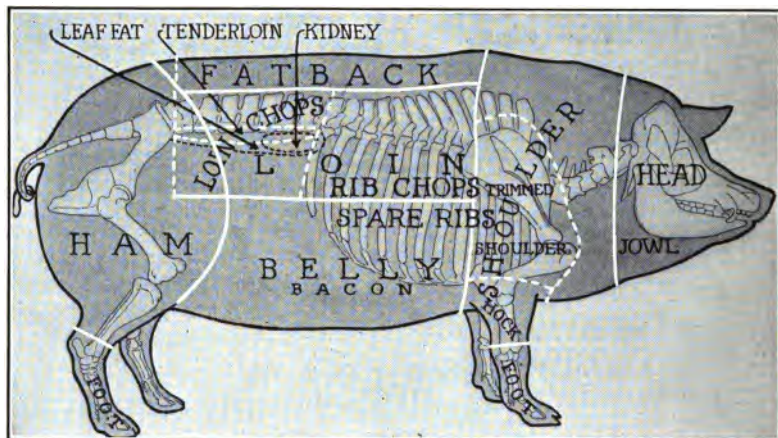 LEAF FAT TENDERLOIN KIDNEY
FATBACK
LOIN CHOPS
LOIN
RIB CHOPS
SPARE RIBS
TRIMMED
SHOULDER
SHOULDER
HEAD
JOWL
HAM
BELLY
BACON
HOCK
FOOT
FOOT